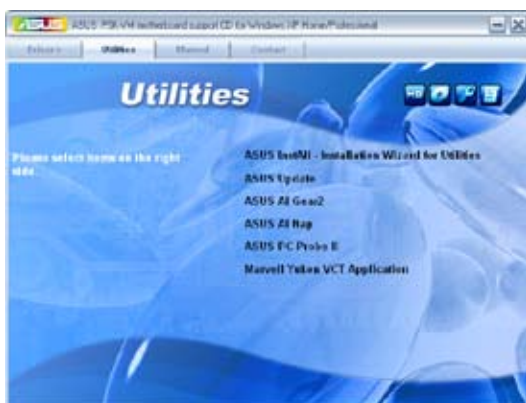 ASUS P5K-VM motherboard support CD for Windows XP Home/Professional
Drivers Utilities Manual Contact
Utilities
Please select items on the right side.
ASUS InstAll - Installation Wizard for Utilities
ASUS Update
ASUS AI Gear2
ASUS AI Nap
ASUS PC Probe II
Marvell Yukon VCT Application